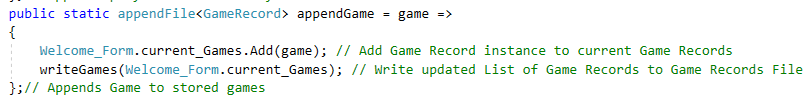 public static appendFile<GameRecord> appendGame = game =>
{
Welcome_Form.current_Games.Add(game); // Add Game Record instance to current Game Records
writeGames(Welcome_Form.current_Games); // Write updated List of Game Records to Game Records File
};// Appends Game to stored games